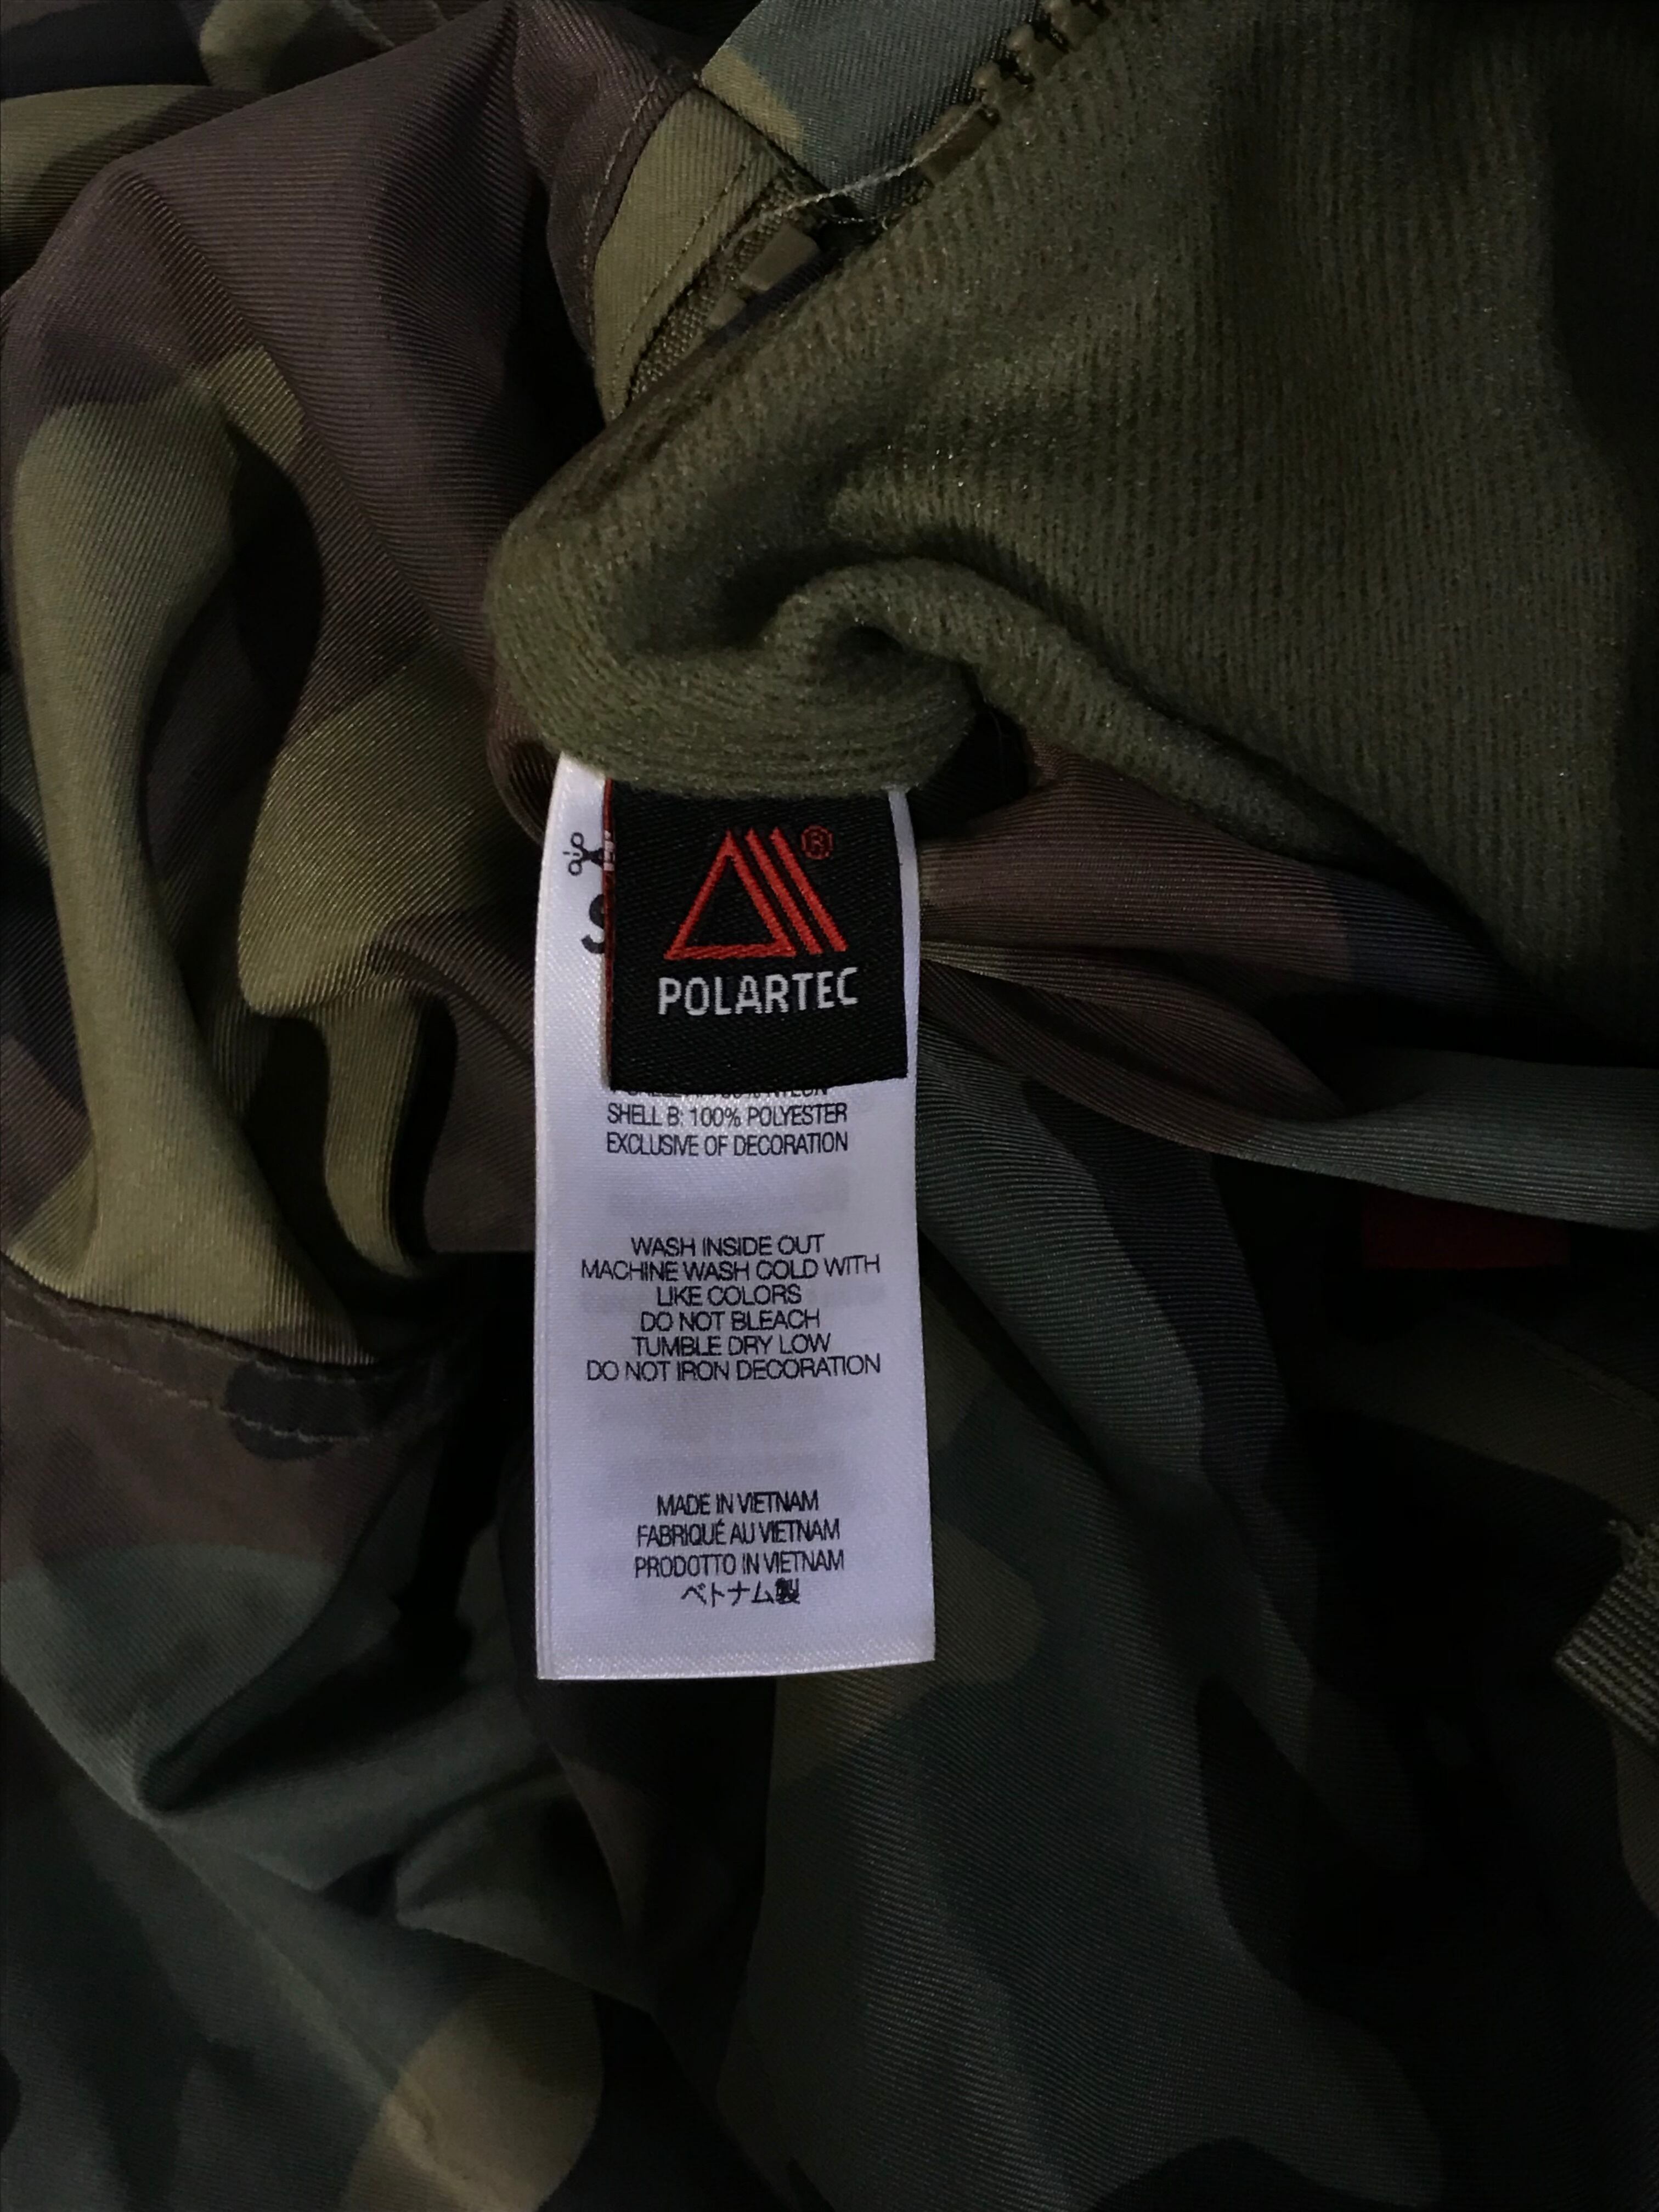 ®
POLARTEC
SHELL B: 100% POLYESTER
EXCLUSIVE OF DECORATION
WASH INSIDE OUT
MACHINE WASH COLD WITH
LIKE COLORS
DO NOT BLEACH
TUMBLE DRY LOW
DO NOT IRON DECORATION
MADE IN VIETNAM
FABRIQUÉ AU VIETNAM
PRODOTTO IN VIETNAM
ベトナム製